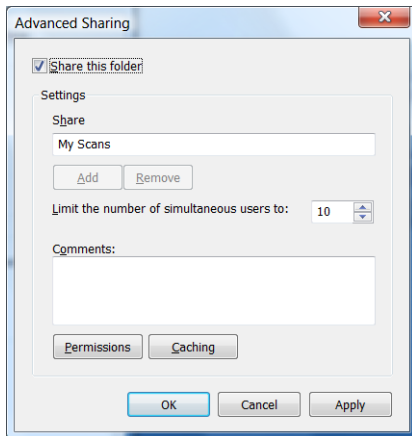 Advanced Sharing
Share this folder
Settings
Share
My Scans
Add Remove
Limit the number of simultaneous users to: 10
Comments:
Permissions Caching
OK Cancel Apply